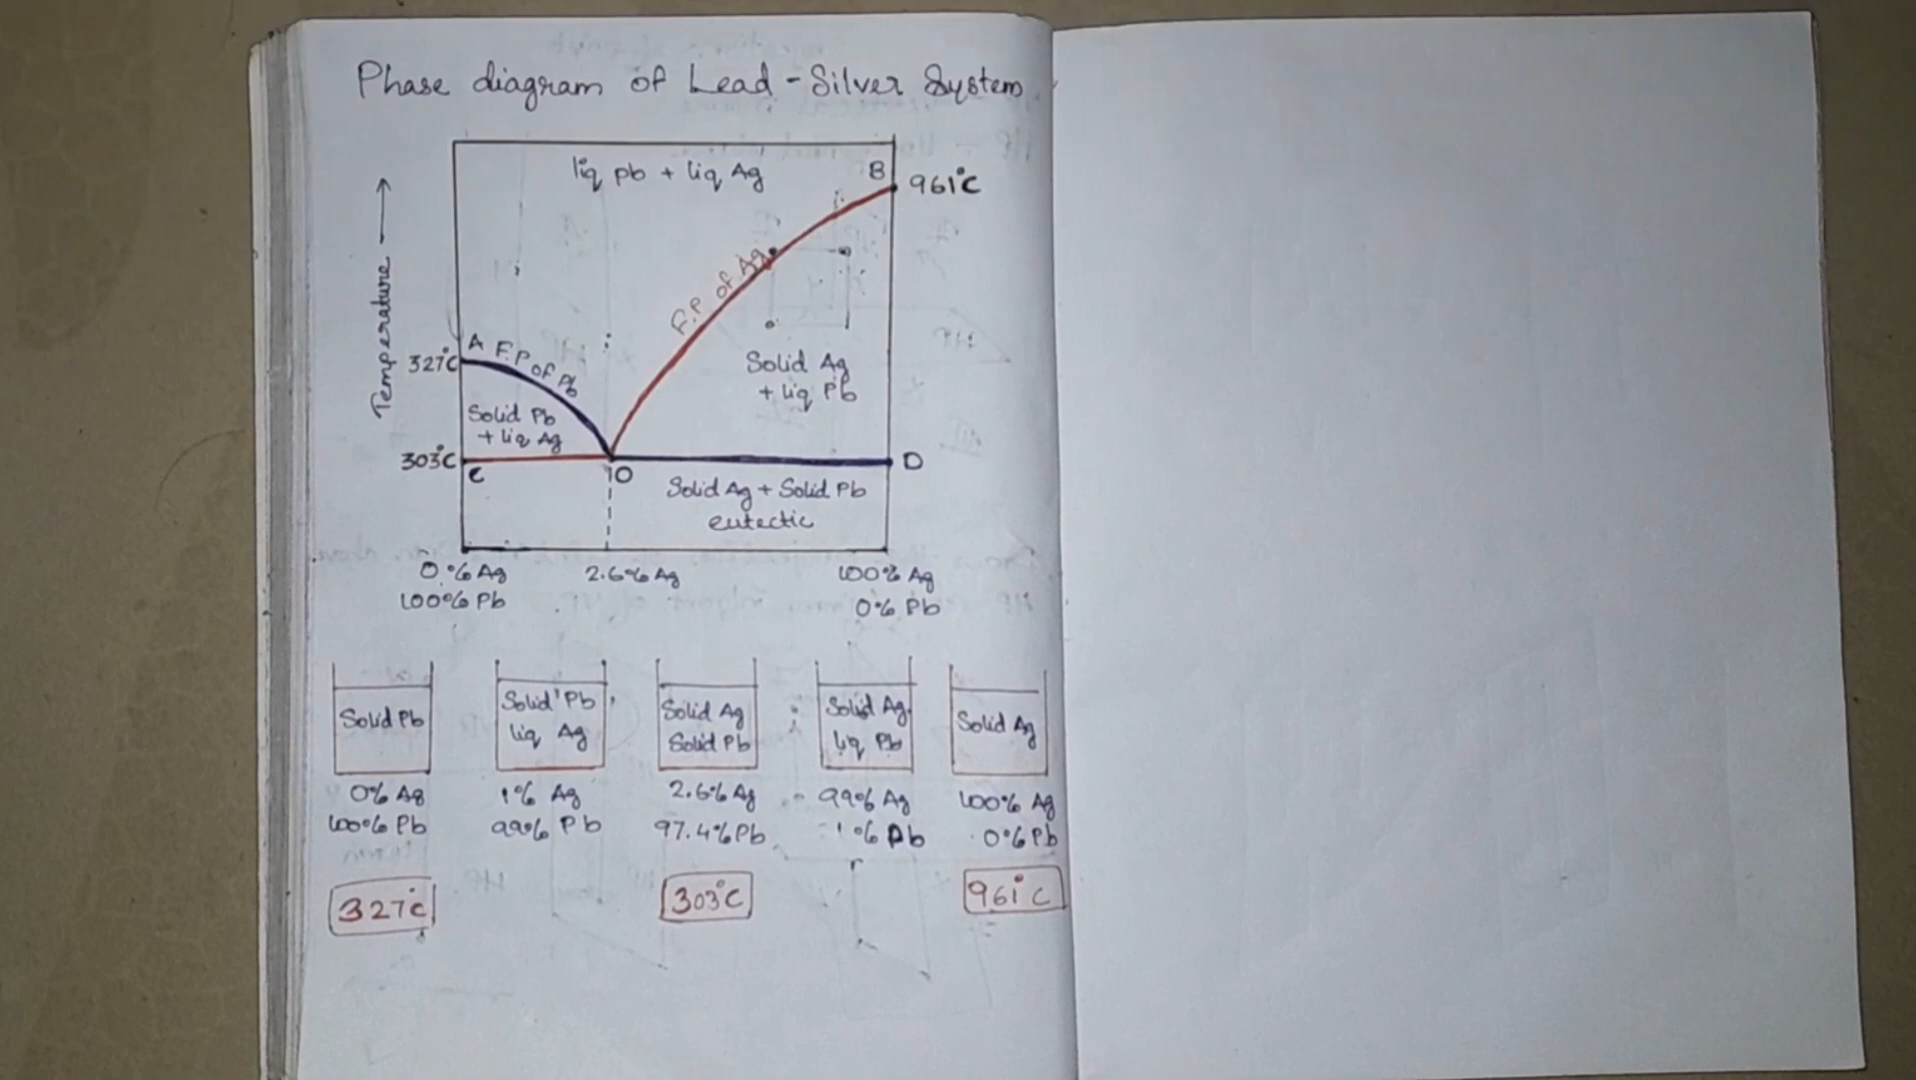 Phase diagram of Lead - Silver System
liq pb + liq Ag
B
961°C
Temperature →
F.P of Ag
327°C
A F.P of Pb
Solid Ag
+ liq Pb
Solid Pb
+ liq Ag
303°C
C
O
D
Solid Ag + Solid Pb
eutectic
0% Ag
100% Pb
2.6% Ag
100% Ag
0% Pb
Solid Pb
0% Ag
100% Pb
327°C
Solid Pb
liq Ag
1% Ag
99% Pb
Solid Ag
Solid Pb
2.6% Ag
97.4% Pb
303°C
Solid Ag
liq Pb
99% Ag
1% Pb
Solid Ag
100% Ag
0% Pb
961°C